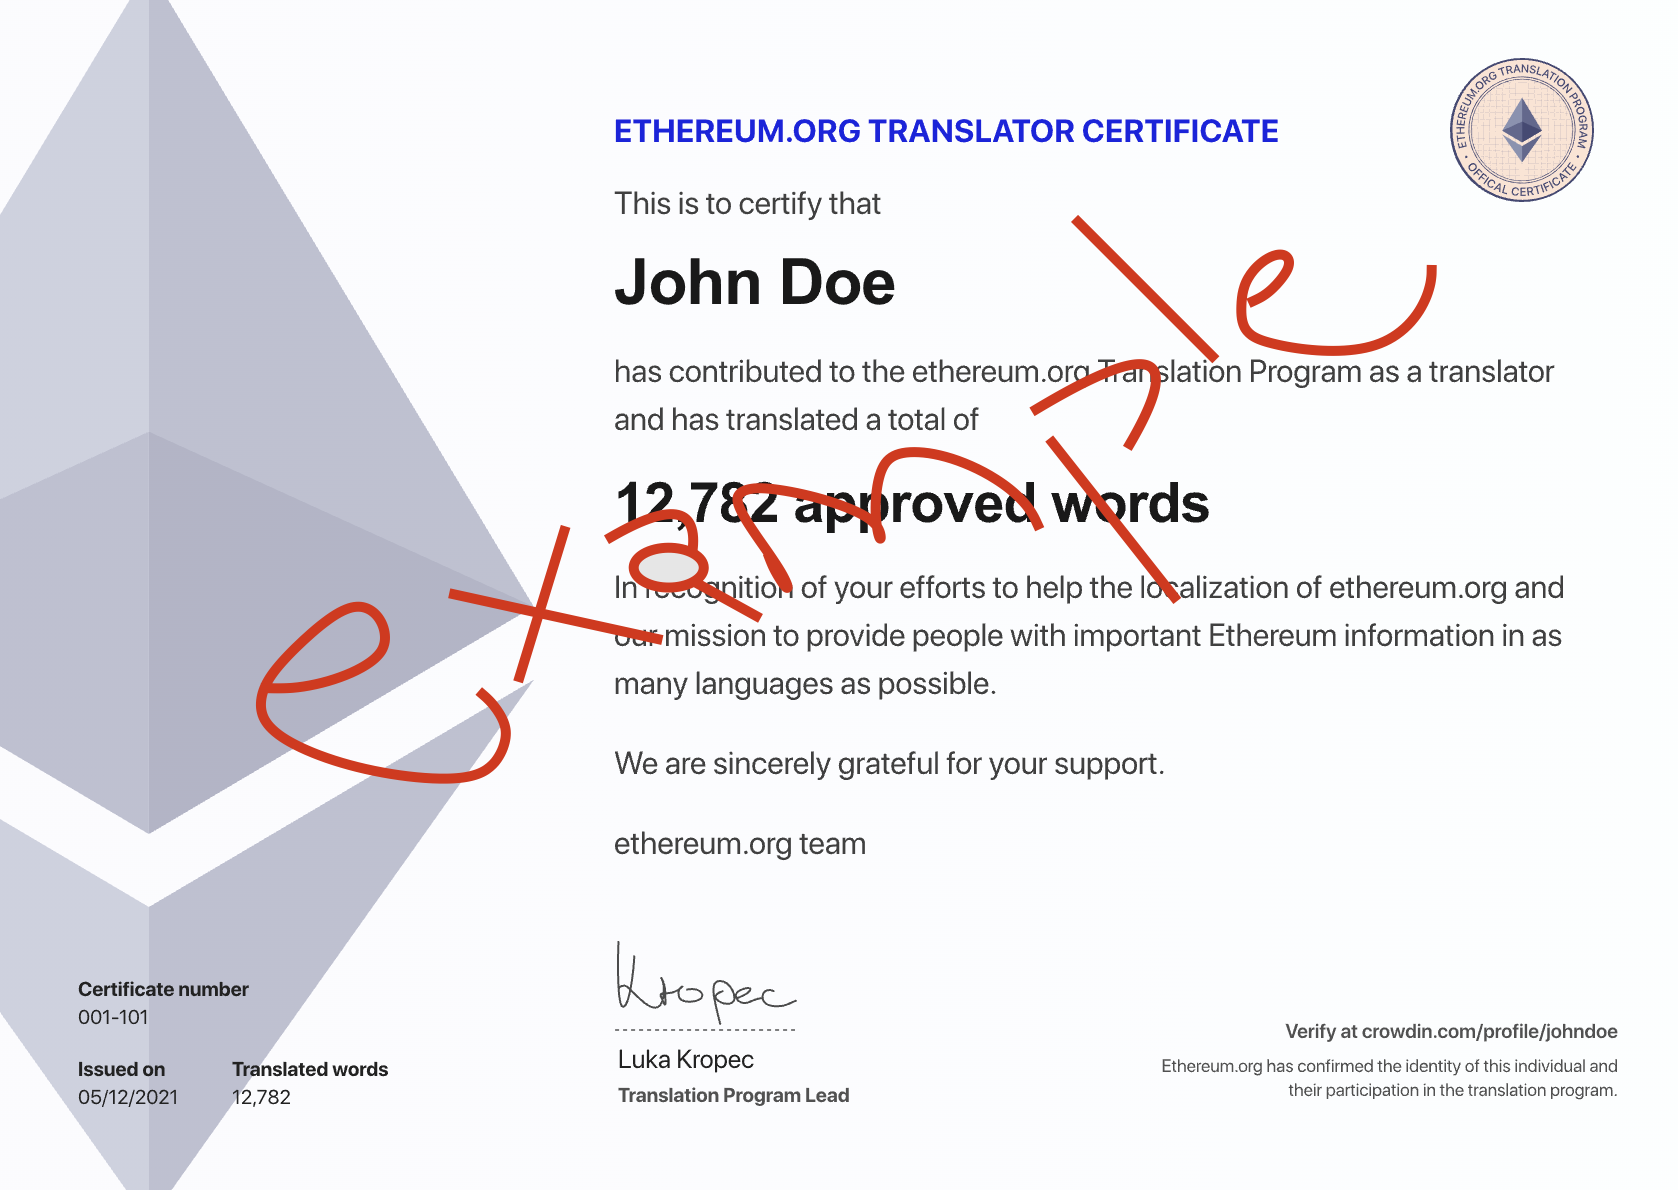 ETHEREUM.ORG TRANSLATOR CERTIFICATE
ETHEREUM.ORG TRANSLATION PROGRAM
• OFFICAL CERTIFICATE •
This is to certify that
John Doe
has contributed to the ethereum.org Translation Program as a translator
and has translated a total of
12,782 approved words
In recognition of your efforts to help the localization of ethereum.org and
our mission to provide people with important Ethereum information in as
many languages as possible.
We are sincerely grateful for your support.
ethereum.org team
example
Kropec
Luka Kropec
Translation Program Lead
Certificate number
001-101
Issued on
05/12/2021
Translated words
12,782
Verify at crowdin.com/profile/johndoe
Ethereum.org has confirmed the identity of this individual and
their participation in the translation program.